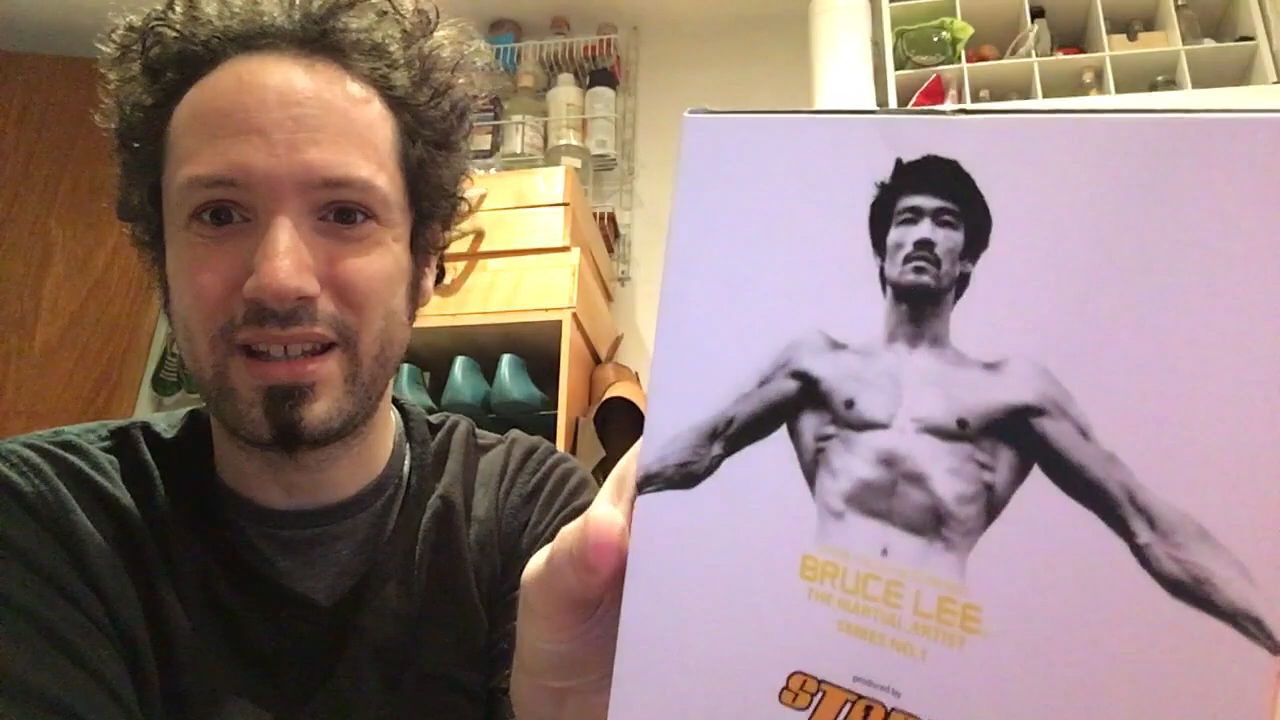 BRUCE LEE
THE MARTIAL ARTIST
SERIES NO. 1
produced by